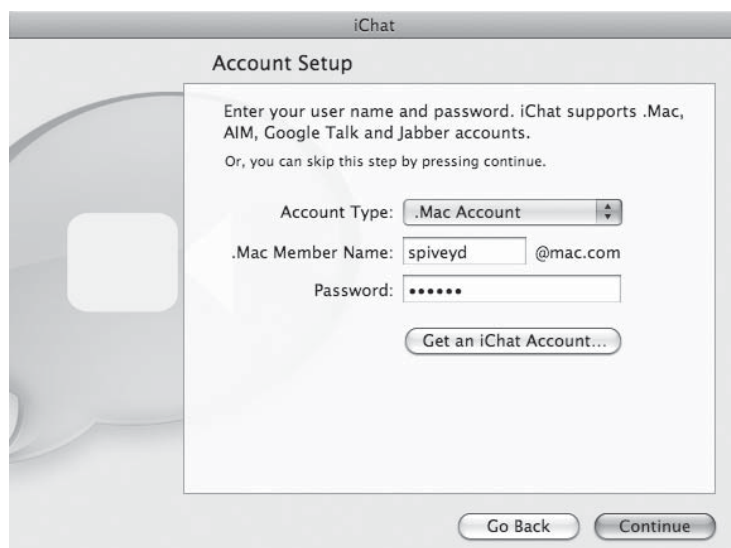 iChat
Account Setup
Enter your user name and password. iChat supports .Mac,
AIM, Google Talk and Jabber accounts.
Or, you can skip this step by pressing continue.
Account Type: .Mac Account
.Mac Member Name: spiveyd @mac.com
Password: ••••••
Get an iChat Account...
Go Back Continue